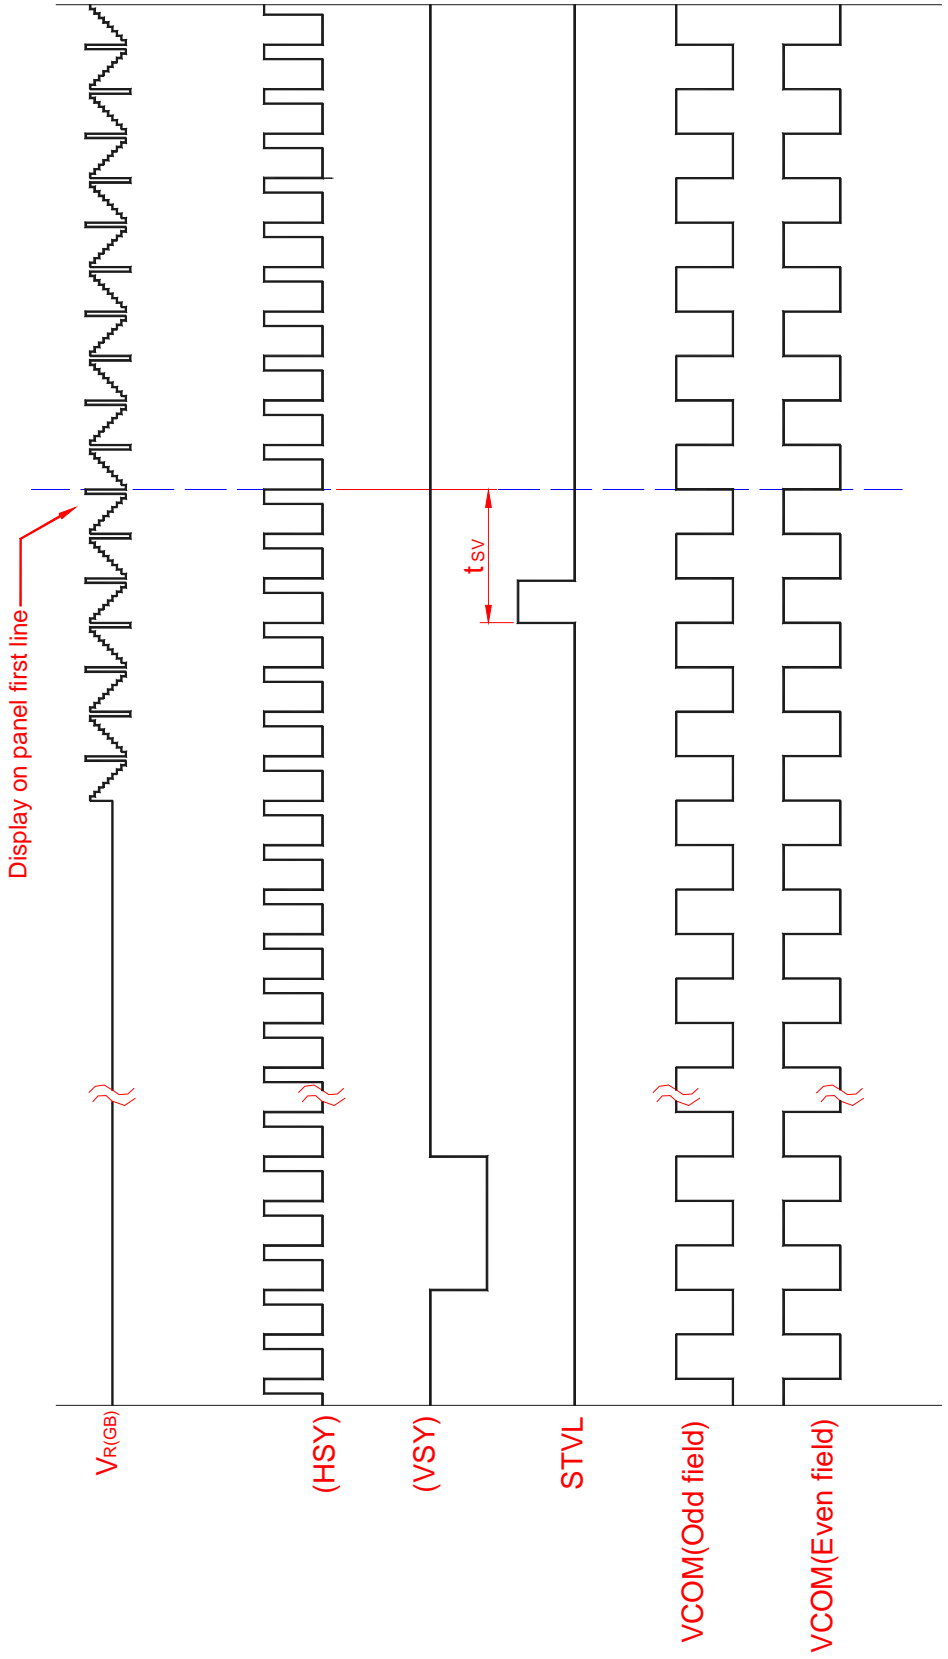 Display on panel first line
tsv
VR(GB)
(HSY)
(VSY)
STVL
VCOM(Odd field)
VCOM(Even field)